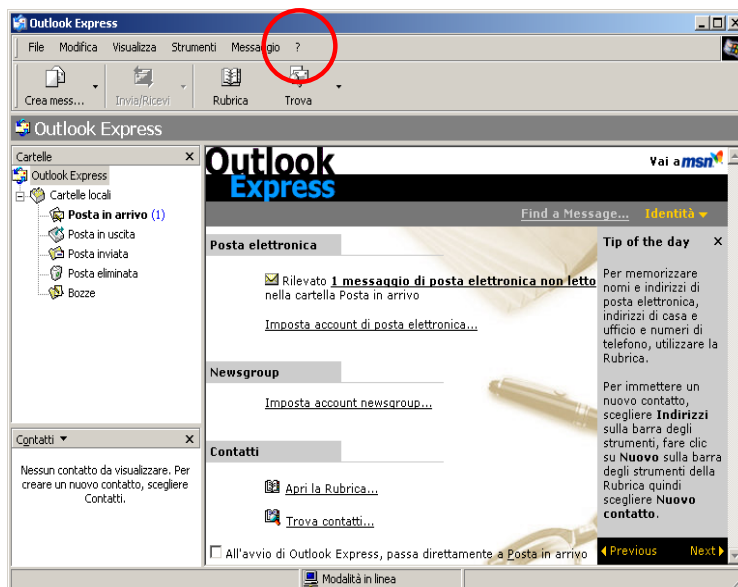 Outlook Express
File Modifica Visualizza Strumenti Messaggio ?
Crea mess... Invia/Ricevi Rubrica Trova
Outlook Express
Cartelle x
Outlook Express
Cartelle locali
Posta in arrivo (1)
Posta in uscita
Posta inviata
Posta eliminata
Bozze
Contatti x
Nessun contatto da visualizzare. Per
creare un nuovo contatto, scegliere
Contatti.
Outlook
Express
Vai a msn
Find a Message... Identità
Posta elettronica
Rilevato 1 messaggio di posta elettronica non letto
nella cartella Posta in arrivo
Imposta account di posta elettronica...
Newsgroup
Imposta account newsgroup...
Contatti
Apri la Rubrica...
Trova contatti...
All'avvio di Outlook Express, passa direttamente a Posta in arrivo
Tip of the day x
Per memorizzare
nomi e indirizzi di
posta elettronica,
indirizzi di casa e
ufficio e numeri di
telefono, utilizzare la
Rubrica.
Per immettere un
nuovo contatto,
scegliere Indirizzi
sulla barra degli
strumenti, fare clic
su Nuovo sulla barra
degli strumenti della
Rubrica quindi
scegliere Nuovo
contatto.
Previous Next
Modalità in linea